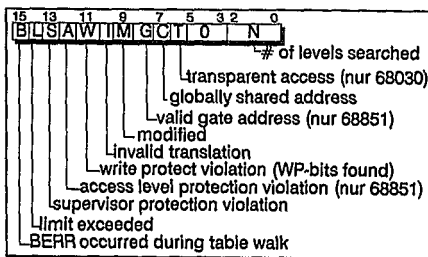 15 13 11 9 7 5 3 2 0
B L S A W I M G C T 0 N
# of levels searched
transparent access (nur 68030)
globally shared address
valid gate address (nur 68851)
modified
invalid translation
write protect violation (WP-bits found)
access level protection violation (nur 68851)
supervisor protection violation
limit exceeded
BERR occurred during table walk